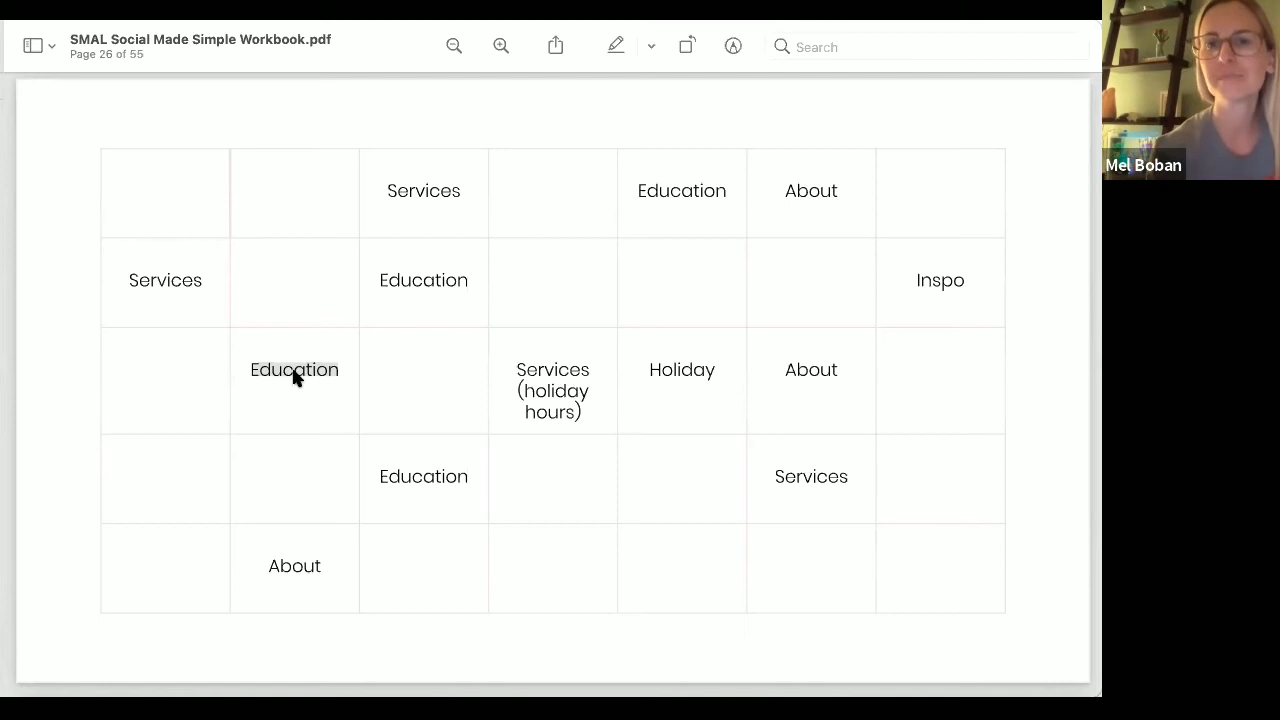 SMAL Social Made Simple Workbook.pdf
Page 26 of 55
Search
Mel Boban
Services
Education
About
Services
Education
Inspo
Education
Services
(holiday
hours)
Holiday
About
Education
Services
About